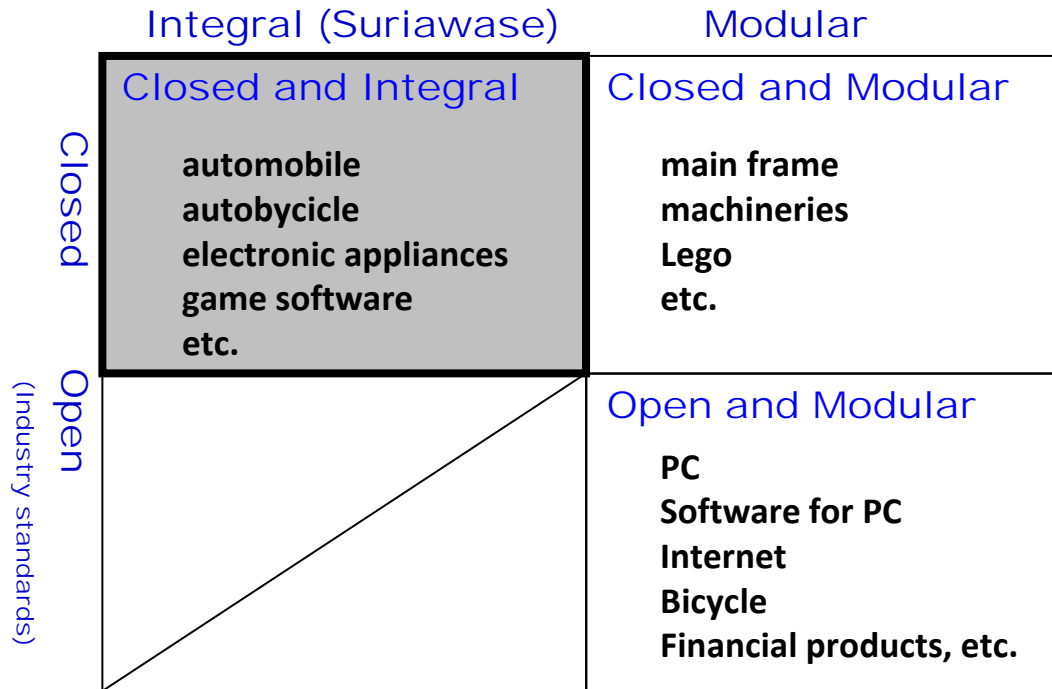 Integral (Suriawase)
Modular
Closed
Closed and Integral
automobile
autobycicle
electronic appliances
game software
etc.
Closed and Modular
main frame
machineries
Lego
etc.
Open
(Industry standards)
Open and Modular
PC
Software for PC
Internet
Bicycle
Financial products, etc.